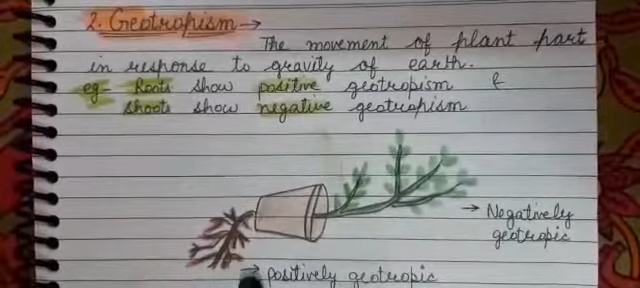 2. Geotropism →
The movement of plant part
in response to gravity of earth.
eg- Roots show positive geotropism &
shoots show negative geotropism
→ Negatively
geotropic
→ positively geotropic